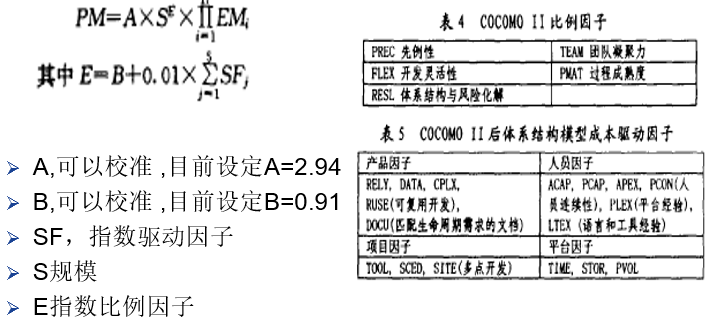 PM=A×S^E×∏EM_i
i=1
其中 E=B+0.01×∑SF_j
j=1
A,可以校准 ,目前设定A=2.94
B,可以校准 ,目前设定B=0.91
SF，指数驱动因子
S规模
E指数比例因子
表 4 COCOMO II 比例因子
PREC 先例性 TEAM 团队凝聚力
FLEX 开发灵活性 PMAT 过程成熟度
RESL 体系结构与风险化解
表 5 COCOMO II 后体系结构模型成本驱动因子
产品因子 人员因子
RELY, DATA, CPLX, ACAP, PCAP, APEX, PCON(人
RUSE(可复用开发), 员连续性), PLEX(平台经验),
DOCU(匹配生命周期需求的文档) LTEX (语言和工具经验)
项目因子 平台因子
TOOL, SCED, SITE(多点开发) TIME, STOR, PVOL